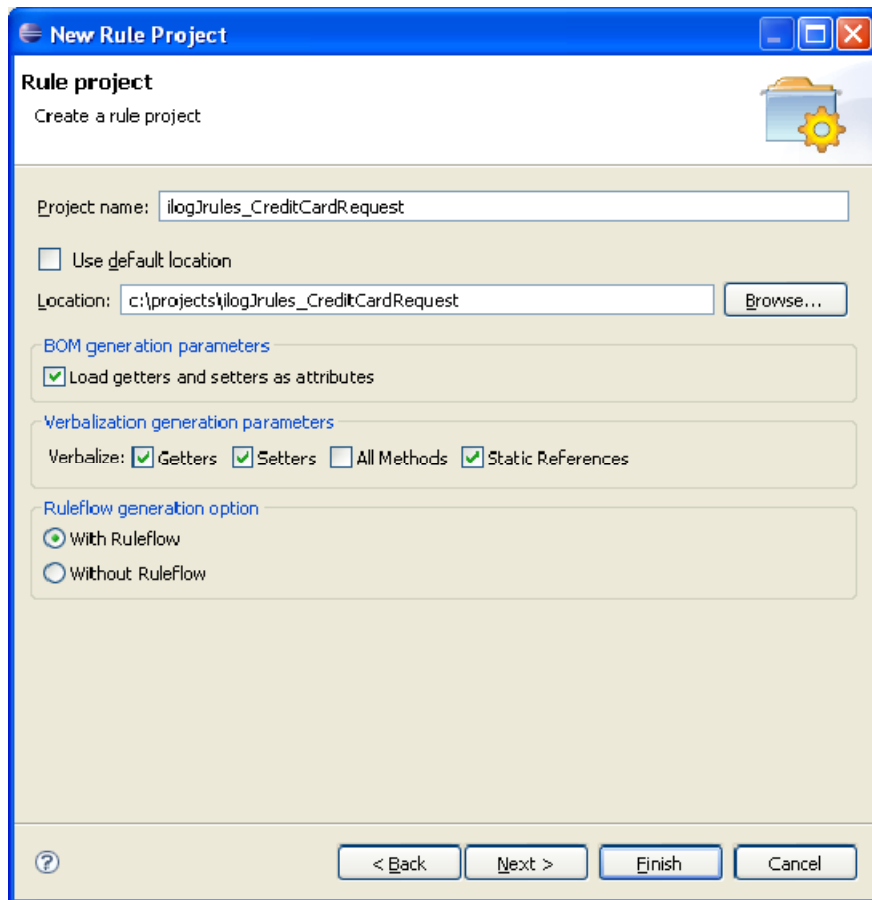 New Rule Project
Rule project
Create a rule project
Project name: ilogJrules_CreditCardRequest
Use default location
Location: c:\projects\ilogJrules_CreditCardRequest Browse...
BOM generation parameters
Load getters and setters as attributes
Verbalization generation parameters
Verbalize: Getters Setters All Methods Static References
Ruleflow generation option
With Ruleflow
Without Ruleflow
? < Back Next > Finish Cancel